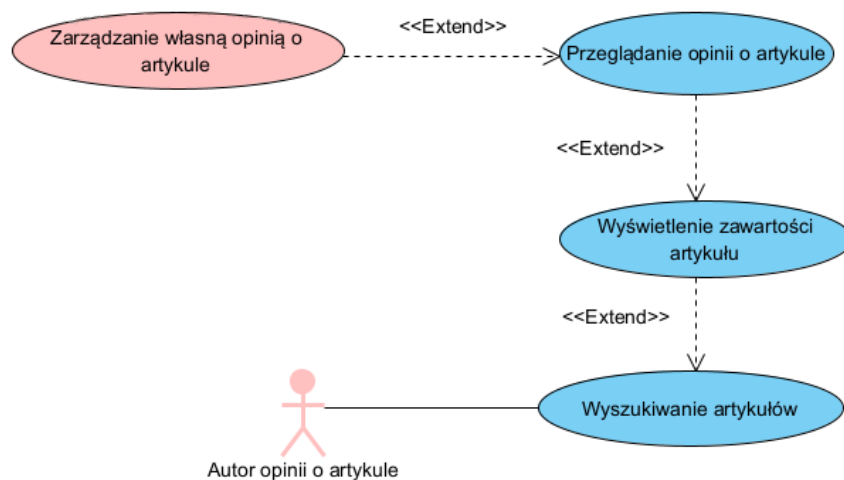 Zarządzanie własną opinią o
artykule
<<Extend>>
Przeglądanie opinii o artykule
<<Extend>>
Wyświetlenie zawartości
artykułu
<<Extend>>
Wyszukiwanie artykułów
Autor opinii o artykule